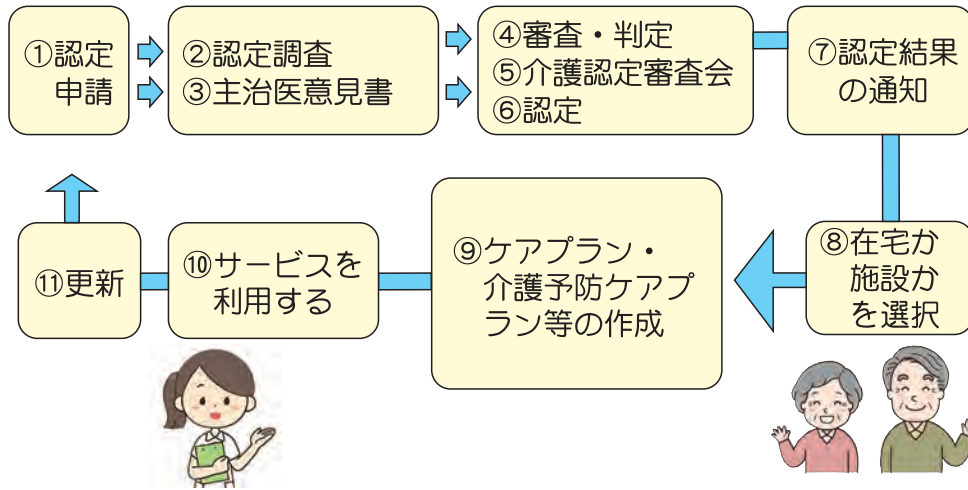 ①認定
申請
②認定調査
③主治医意見書
④審査・判定
⑤介護認定審査会
⑥認定
⑦認定結果
の通知
⑧在宅か
施設か
を選択
⑨ケアプラン・
介護予防ケアプ
ラン等の作成
⑩サービスを
利用する
⑪更新